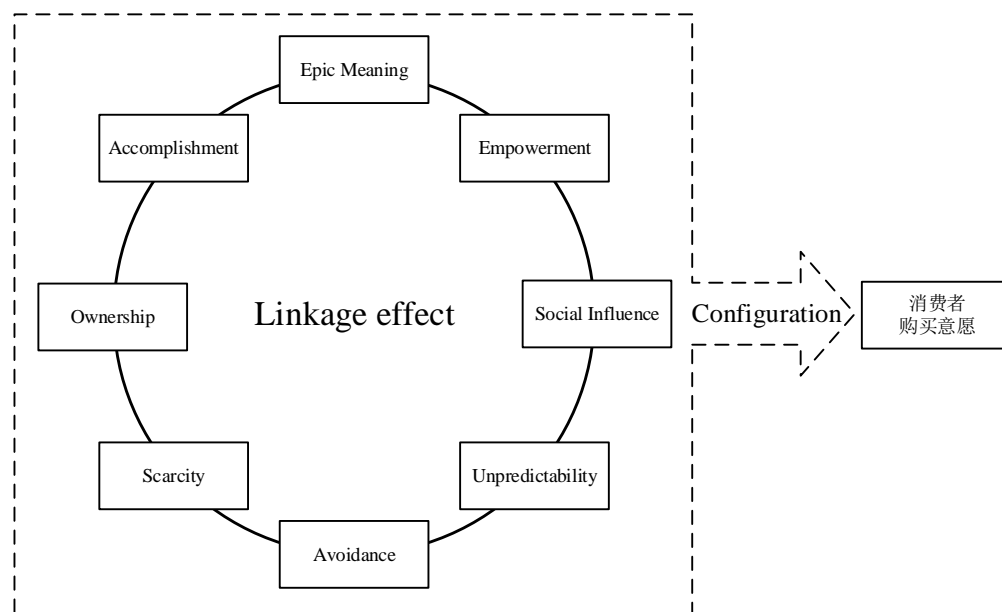 Epic Meaning
Accomplishment
Empowerment
Ownership
Linkage effect
Social Influence
Configuration
消费者
购买意愿
Scarcity
Unpredictability
Avoidance